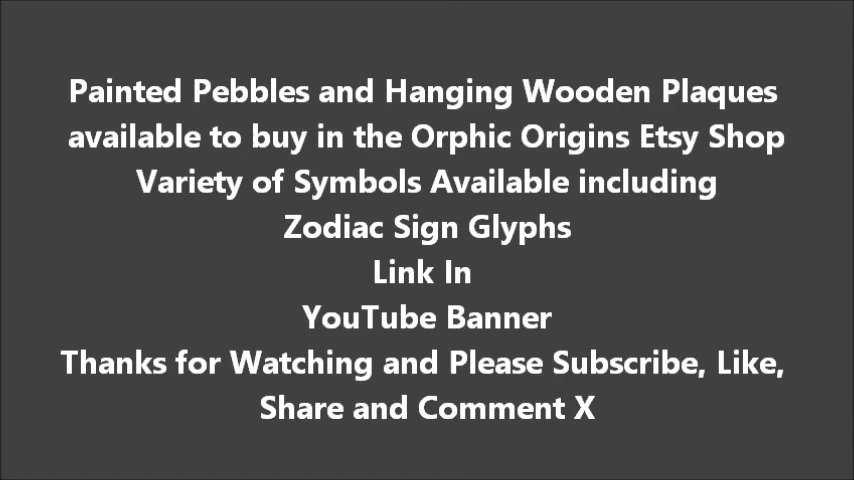 Painted Pebbles and Hanging Wooden Plaques
available to buy in the Orphic Origins Etsy Shop
Variety of Symbols Available including
Zodiac Sign Glyphs
Link In
YouTube Banner
Thanks for Watching and Please Subscribe, Like,
Share and Comment X